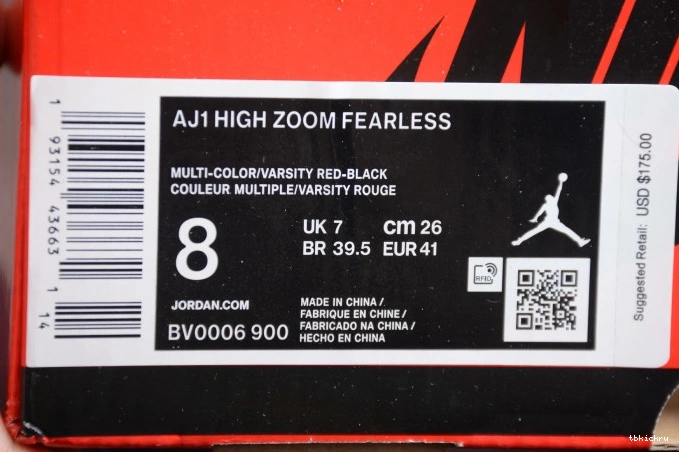 AJ1 HIGH ZOOM FEARLESS
MULTI-COLOR/VARSITY RED-BLACK
COULEUR MULTIPLE/VARSITY ROUGE
8
UK 7 cm 26
BR 39.5 EUR 41
JORDAN.COM
BV0006 900
MADE IN CHINA /
FABRIQUE EN CHINE /
FABRICADO NA CHINA /
HECHO EN CHINA
RFID
1 93154 43663 1
14
Suggested Retail: USD $175.00
tbkickru